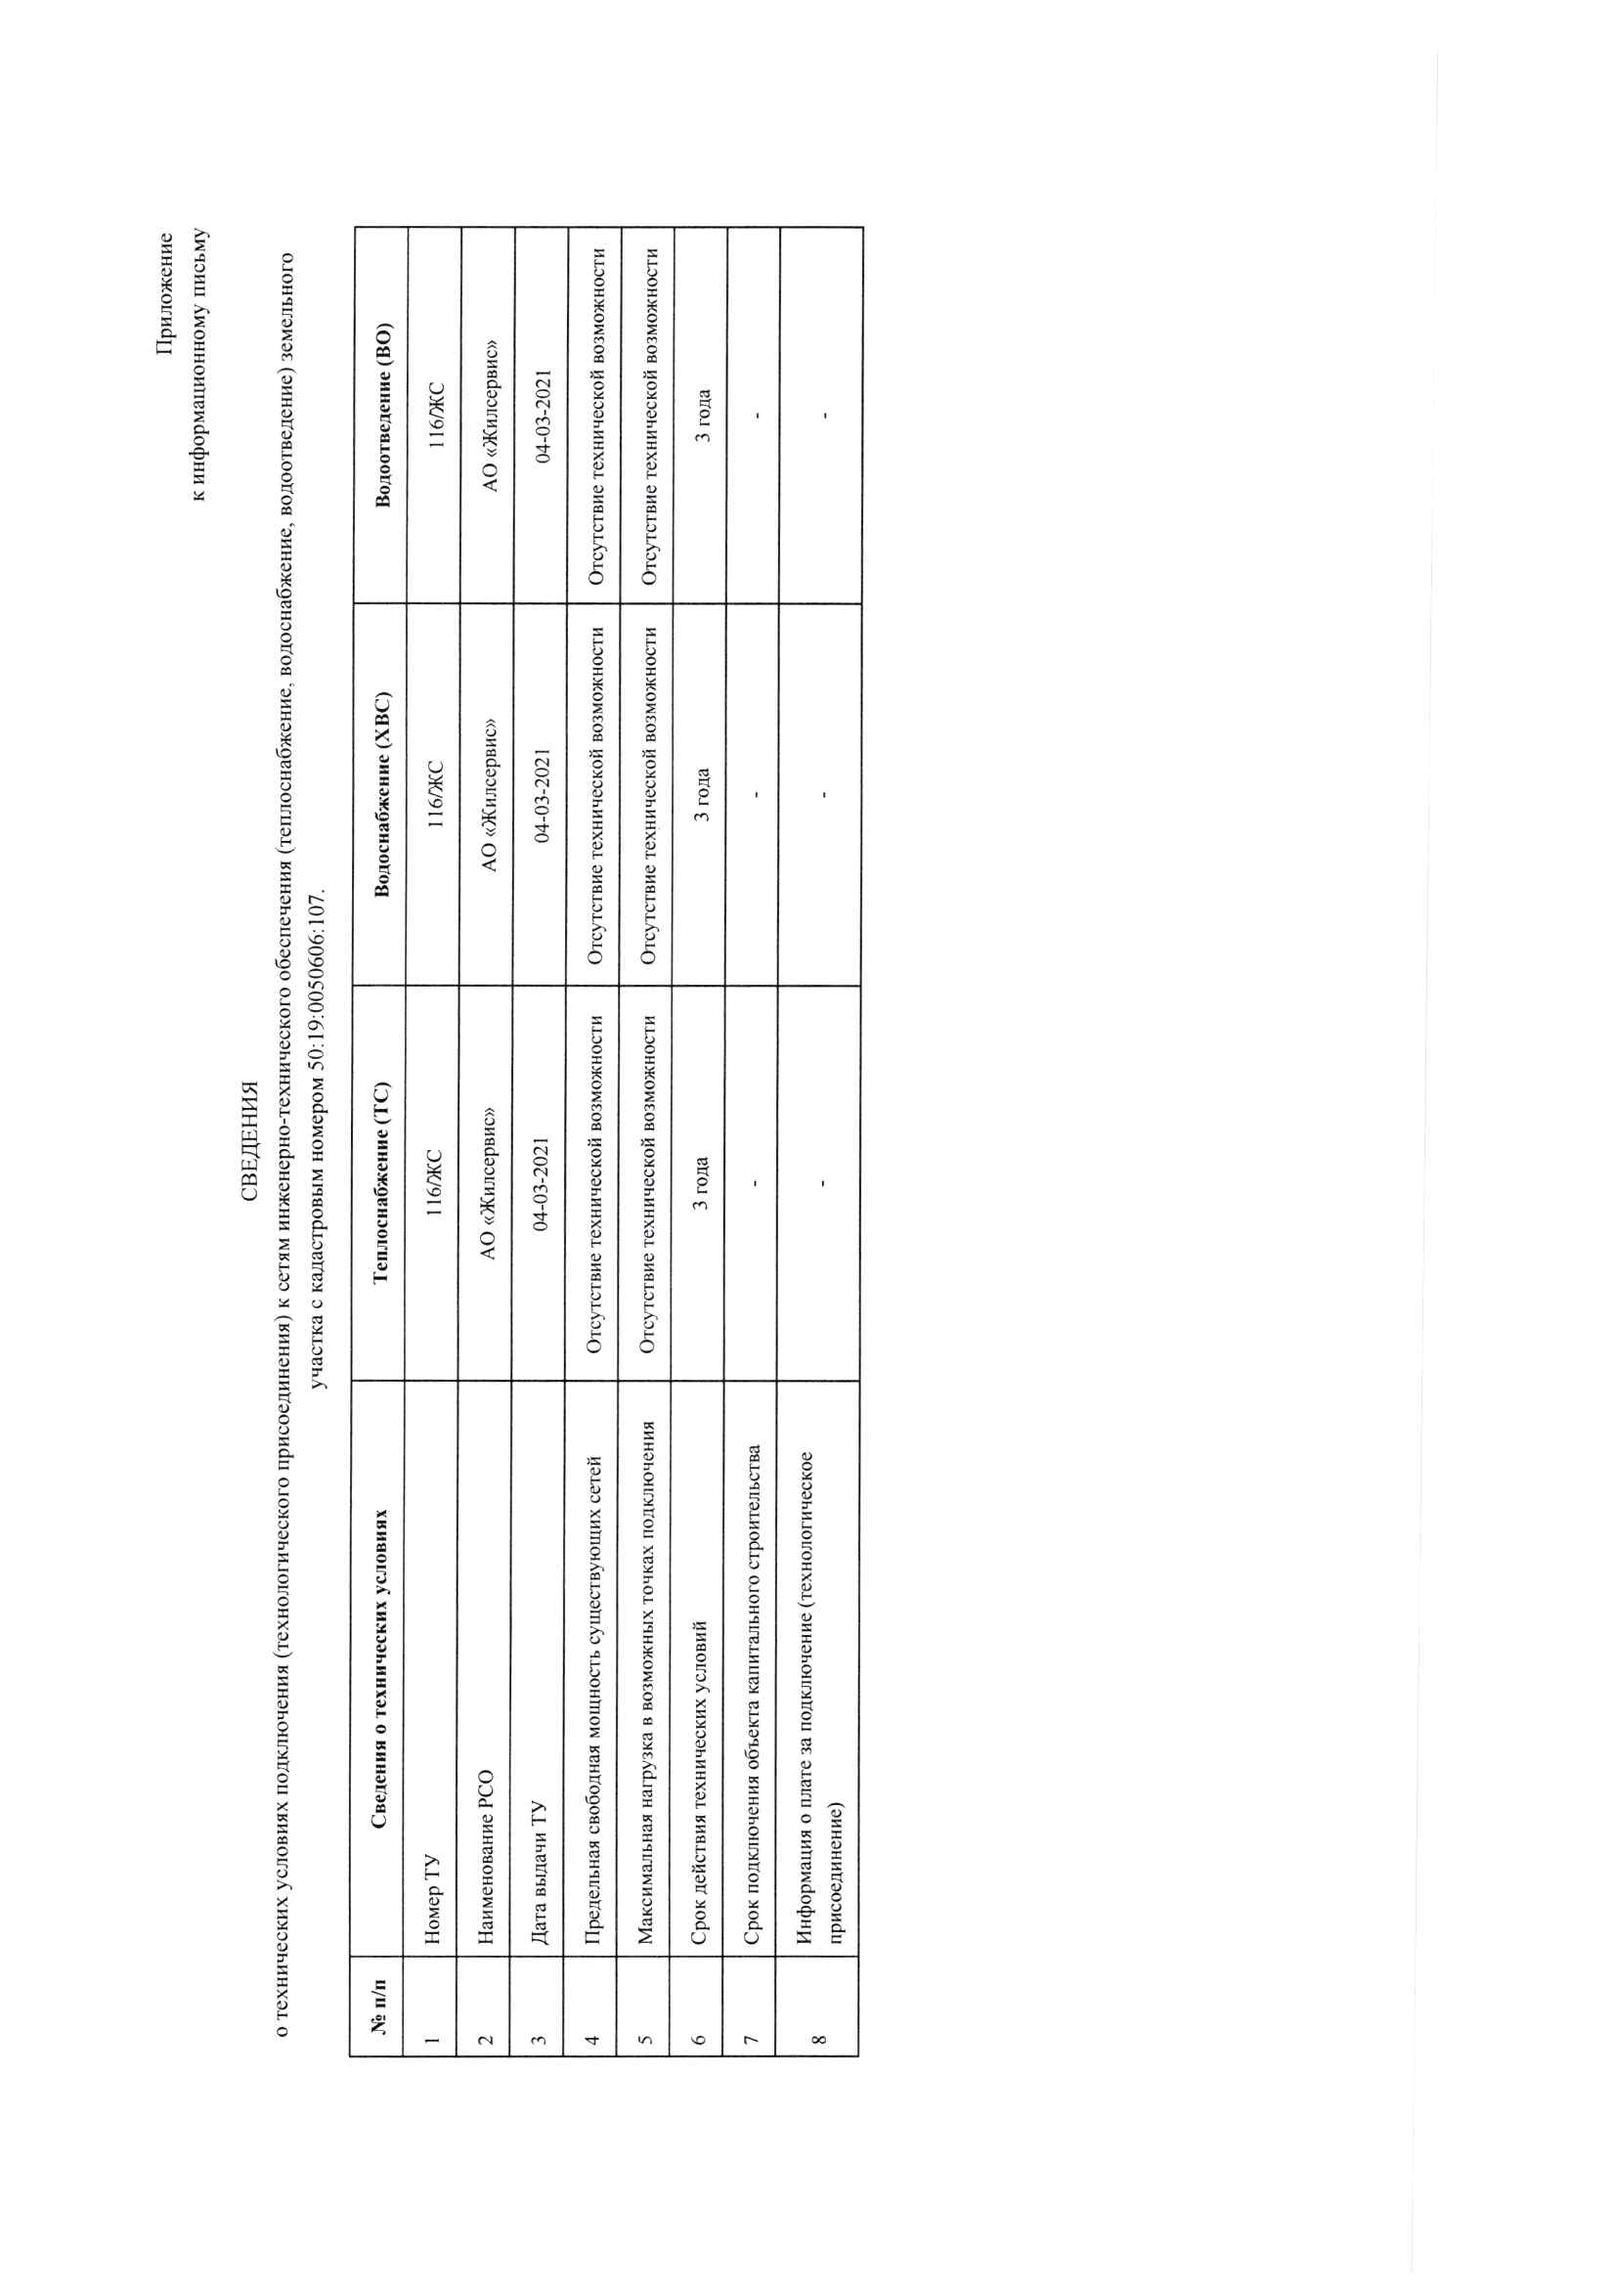 Приложение
к информационному письму
СВЕДЕНИЯ
о технических условиях подключения (технологического присоединения) к сетям инженерно-технического обеспечения (теплоснабжение, водоснабжение, водоотведение) земельного
участка с кадастровым номером 50:19:0050606:107.
№ п/п Сведения о технических условиях Теплоснабжение (ТС) Водоснабжение (ХВС) Водоотведение (ВО)
1 Номер ТУ 116/ЖС 116/ЖС 116/ЖС
2 Наименование РСО АО «Жилсервис» АО «Жилсервис» АО «Жилсервис»
3 Дата выдачи ТУ 04-03-2021 04-03-2021 04-03-2021
4 Предельная свободная мощность существующих сетей Отсутствие технической возможности Отсутствие технической возможности Отсутствие технической возможности
5 Максимальная нагрузка в возможных точках подключения Отсутствие технической возможности Отсутствие технической возможности Отсутствие технической возможности
6 Срок действия технических условий 3 года 3 года 3 года
7 Срок подключения объекта капитального строительства - - -
8 Информация о плате за подключение (технологическое - - -
присоединение)